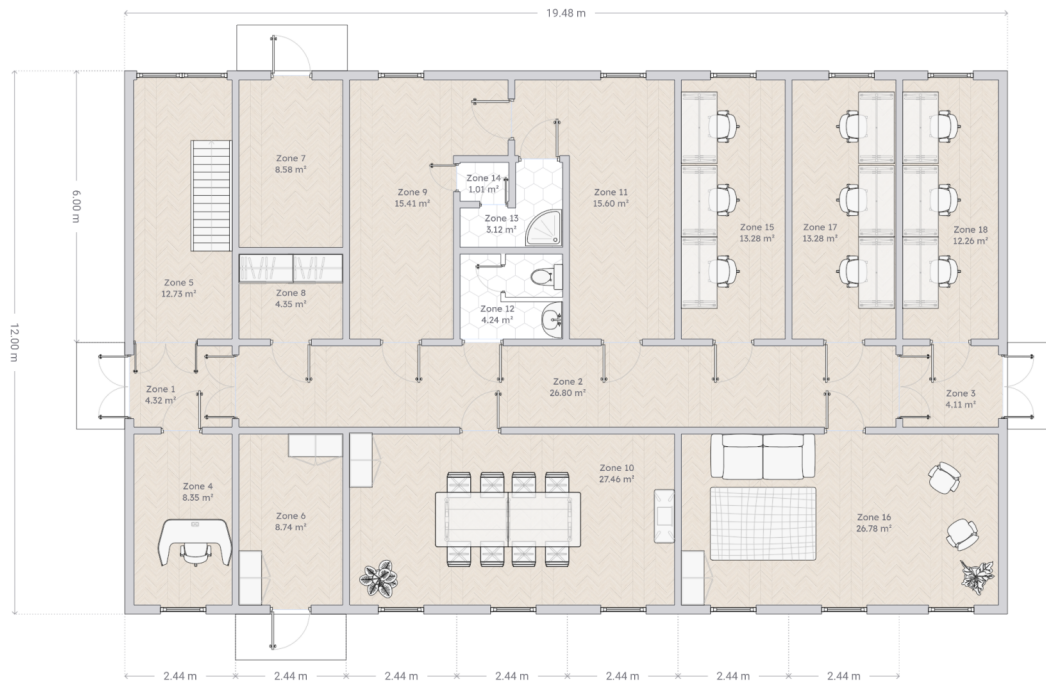 19.48 m
Zone 7
8.58 m²
Zone 14
1.01 m²
Zone 9
15.41 m²
Zone 11
15.60 m²
6.00 m
Zone 13
3.12 m²
Zone 15
13.28 m²
Zone 17
13.28 m²
Zone 18
12.26 m²
Zone 5
12.73 m²
Zone 8
4.35 m²
Zone 12
4.24 m²
12.00 m
Zone 1
4.32 m²
Zone 2
26.80 m²
Zone 3
4.11 m²
Zone 4
8.35 m²
Zone 6
8.74 m²
Zone 10
27.46 m²
Zone 16
26.78 m²
2.44 m
2.44 m
2.44 m
2.44 m
2.44 m
2.44 m
2.44 m